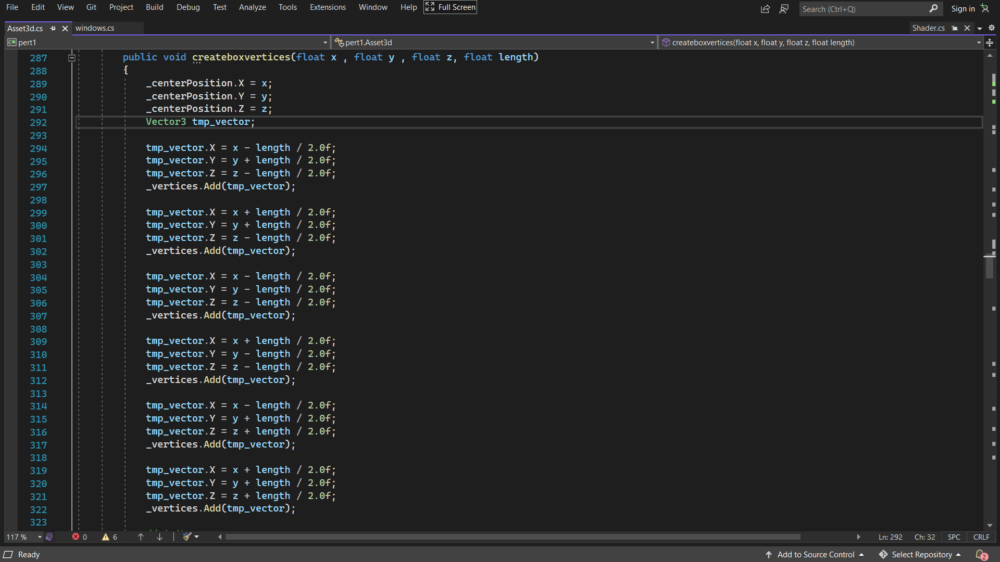 File Edit View Git Project Build Debug Test Analyze Tools Extensions Window Help Full Screen Search (Ctrl+Q) Sign in
Asset3d.cs windows.cs Shader.cs
C# pert1 pert1.Asset3d createboxvertices(float x, float y, float z, float length)
287 public void createboxvertices(float x , float y , float z, float length)
288 {
289 _centerPosition.X = x;
290 _centerPosition.Y = y;
291 _centerPosition.Z = z;
292 Vector3 tmp_vector;
293
294 tmp_vector.X = x - length / 2.0f;
295 tmp_vector.Y = y + length / 2.0f;
296 tmp_vector.Z = z - length / 2.0f;
297 _vertices.Add(tmp_vector);
298
299 tmp_vector.X = x + length / 2.0f;
300 tmp_vector.Y = y + length / 2.0f;
301 tmp_vector.Z = z - length / 2.0f;
302 _vertices.Add(tmp_vector);
303
304 tmp_vector.X = x - length / 2.0f;
305 tmp_vector.Y = y - length / 2.0f;
306 tmp_vector.Z = z - length / 2.0f;
307 _vertices.Add(tmp_vector);
308
309 tmp_vector.X = x + length / 2.0f;
310 tmp_vector.Y = y - length / 2.0f;
311 tmp_vector.Z = z - length / 2.0f;
312 _vertices.Add(tmp_vector);
313
314 tmp_vector.X = x - length / 2.0f;
315 tmp_vector.Y = y + length / 2.0f;
316 tmp_vector.Z = z + length / 2.0f;
317 _vertices.Add(tmp_vector);
318
319 tmp_vector.X = x + length / 2.0f;
320 tmp_vector.Y = y + length / 2.0f;
321 tmp_vector.Z = z + length / 2.0f;
322 _vertices.Add(tmp_vector);
323
117 % 0 6 Ln: 292 Ch: 32 SPC CRLF
Ready Add to Source Control Select Repository 2